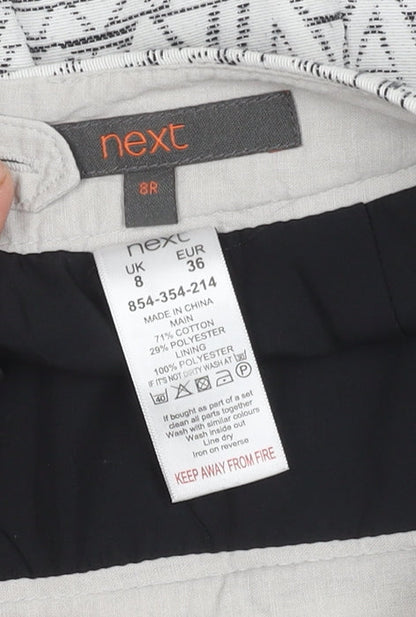 next
8R
next
UK EUR
8 36
854-354-214
MADE IN CHINA
MAIN
71% COTTON
29% POLYESTER
LINING
100% POLYESTER
IF IT'S NOT DIRTY WASH AT 30
40 P
If bought as part of a set
clean all parts together
Wash with similar colours
Wash inside out
Line dry
Iron on reverse
KEEP AWAY FROM FIRE